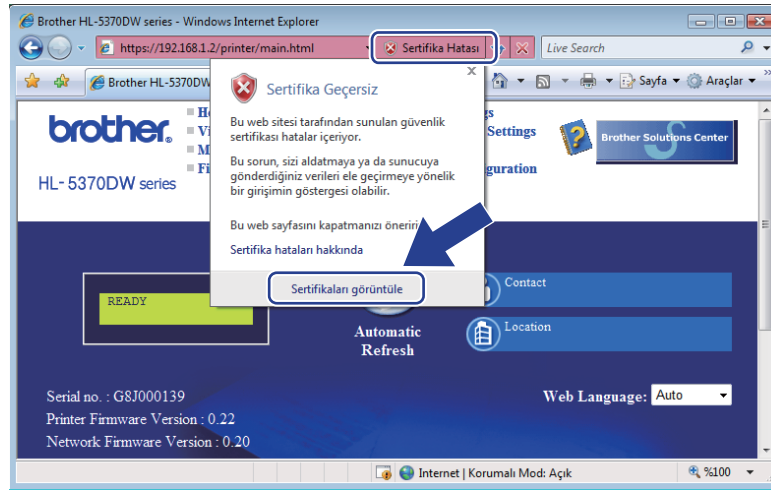 Brother HL-5370DW series - Windows Internet Explorer
https://192.168.1.2/printer/main.html
Sertifika Hatası
Live Search
Brother HL-5370DW
Sayfa
Araçlar
Sertifika Geçersiz
Bu web sitesi tarafından sunulan güvenlik
sertifikası hatalar içeriyor.
Bu sorun, sizi aldatmaya ya da sunucuya
gönderdiğiniz verileri ele geçirmeye yönelik
bir girişimin göstergesi olabilir.
Bu web sayfasını kapatmanızı
Sertifika hataları hakkında
Sertifikaları görüntüle
brother
HL-5370DW series
Settings
Brother Solutions Center
READY
Automatic
Refresh
Contact
Location
Serial no. : G8J000139
Printer Firmware Version : 0.22
Network Firmware Version : 0.20
Web Language: Auto
Internet | Korumalı Mod: Açık
%100